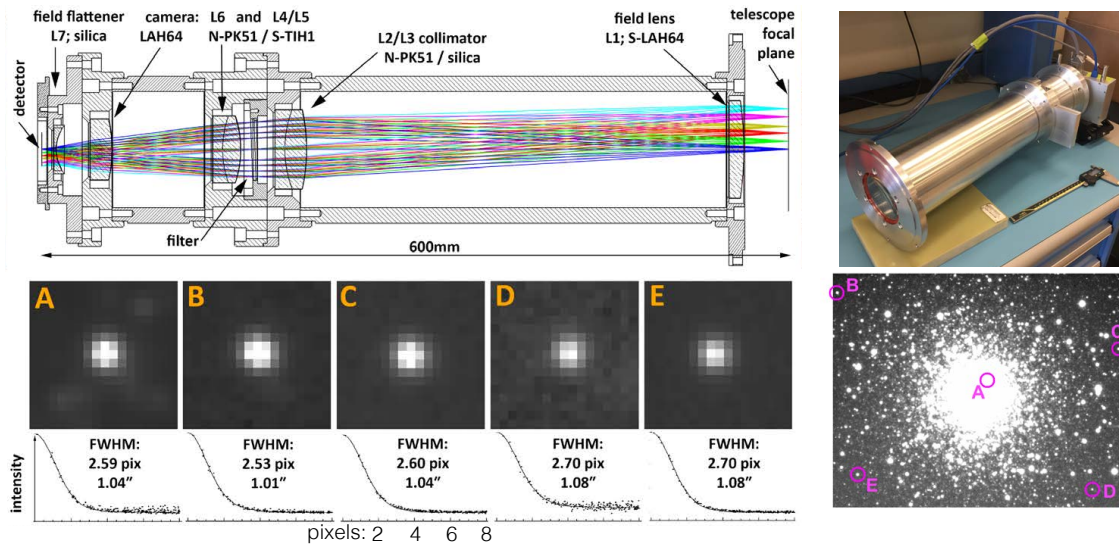 field flattener
L7; silica
camera:
LAH64
L6 and L4/L5
N-PK51 / S-TIH1
L2/L3 collimator
N-PK51 / silica
field lens
L1; S-LAH64
telescope
focal
plane
detector
filter
600mm
A
B
C
D
E
FWHM:
2.59 pix
1.04”
FWHM:
2.53 pix
1.01”
FWHM:
2.60 pix
1.04”
FWHM:
2.70 pix
1.08”
FWHM:
2.70 pix
1.08”
intensity
pixels: 2 4 6 8
B
C
A
E
D